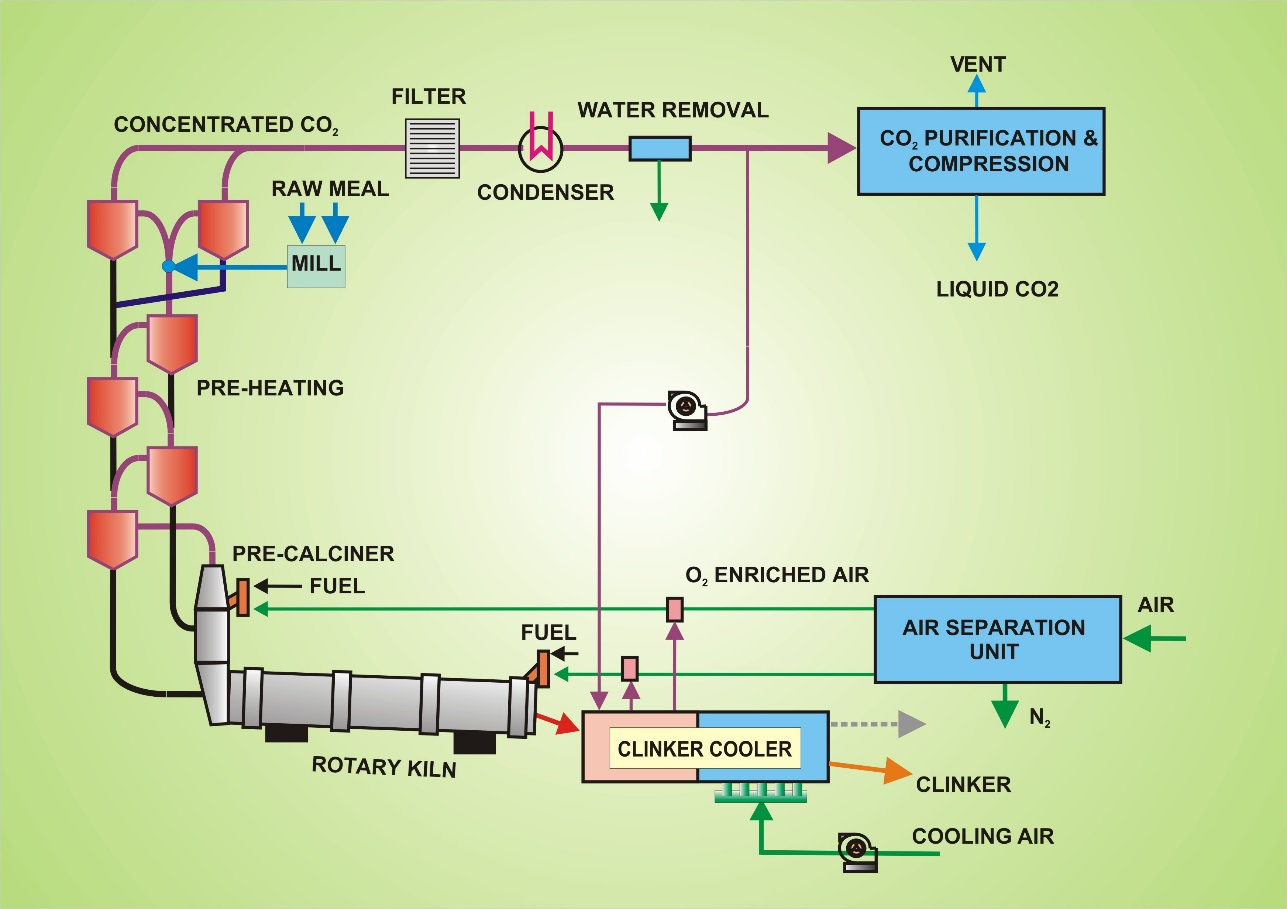 VENT
FILTER
WATER REMOVAL
CONCENTRATED CO₂
CO₂ PURIFICATION &
COMPRESSION
RAW MEAL
CONDENSER
MILL
LIQUID CO2
PRE-HEATING
PRE-CALCINER
FUEL
O₂ ENRICHED AIR
AIR
FUEL
AIR SEPARATION
UNIT
N₂
CLINKER COOLER
ROTARY KILN
CLINKER
COOLING AIR